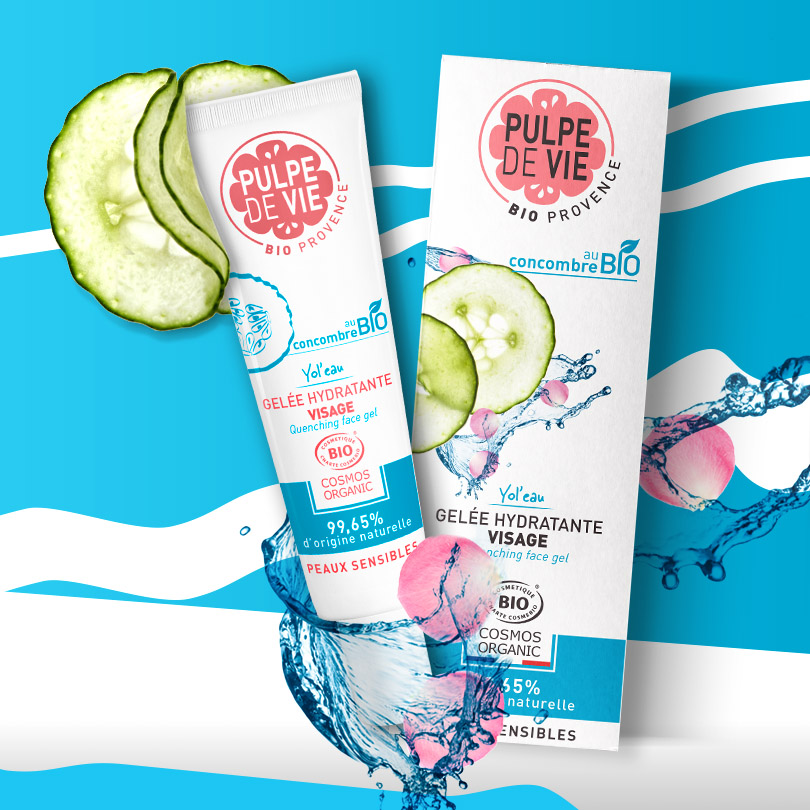 PULPE
DE VIE
BIO PROVENCE
au
concombre BIO
Yol'eau
GELÉE HYDRATANTE
VISAGE
Quenching face gel
COSMETIQUE
BIO
CHARTE COSMEBIO
COSMOS
ORGANIC
99,65%
d'origine naturelle
PEAUX SENSIBLES
PULPE
DE VIE
BIO PROVENCE
au
concombre BIO
Yol'eau
GELÉE HYDRATANTE
VISAGE
enching face gel
COSMETIQUE
BIO
CHARTE COSMEBIO
COSMOS
ORGANIC
65%
naturelle
ENSIBLES